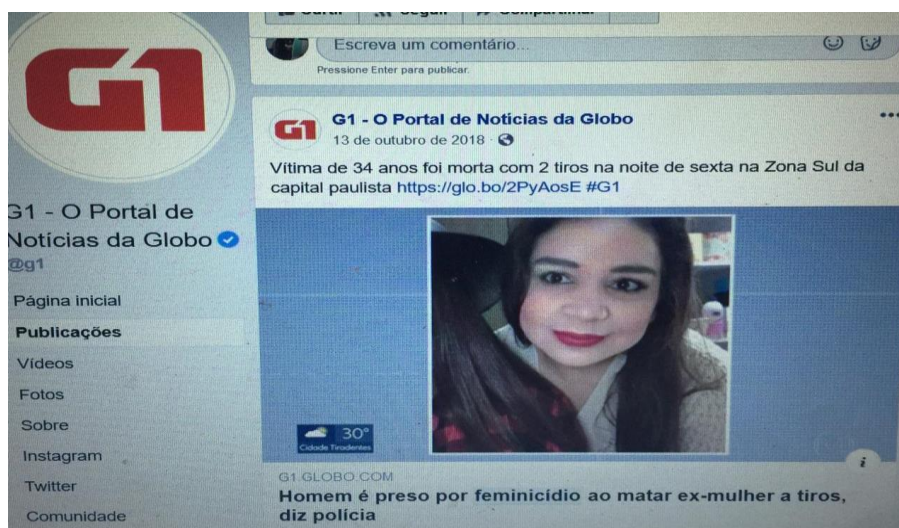 Curtir Seguir Compartilhar
Escreva um comentário...
Pressione Enter para publicar.
G1
G1 - O Portal de Notícias da Globo
@g1
Página inicial
Publicações
Vídeos
Fotos
Sobre
Instagram
Twitter
Comunidade
G1
G1 - O Portal de Notícias da Globo
13 de outubro de 2018
Vítima de 34 anos foi morta com 2 tiros na noite de sexta na Zona Sul da
capital paulista https://glo.bo/2PyAosE #G1
30°
Cidade Tiradentes
i
G1.GLOBO.COM
Homem é preso por feminicídio ao matar ex-mulher a tiros,
diz polícia